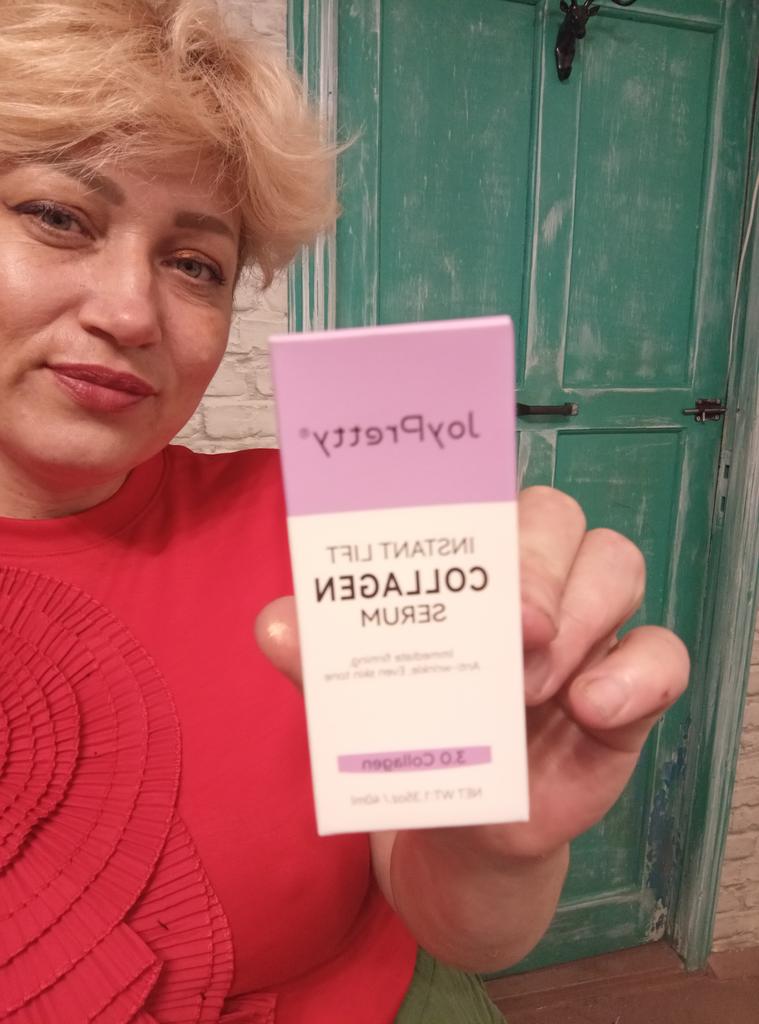 JoyPretty®
INSTANT LIFT
COLLAGEN
SERUM
Immediate firming,
Anti-wrinkle, Even skin tone
3.0 Collagen
NET WT 1.35oz / 40ml